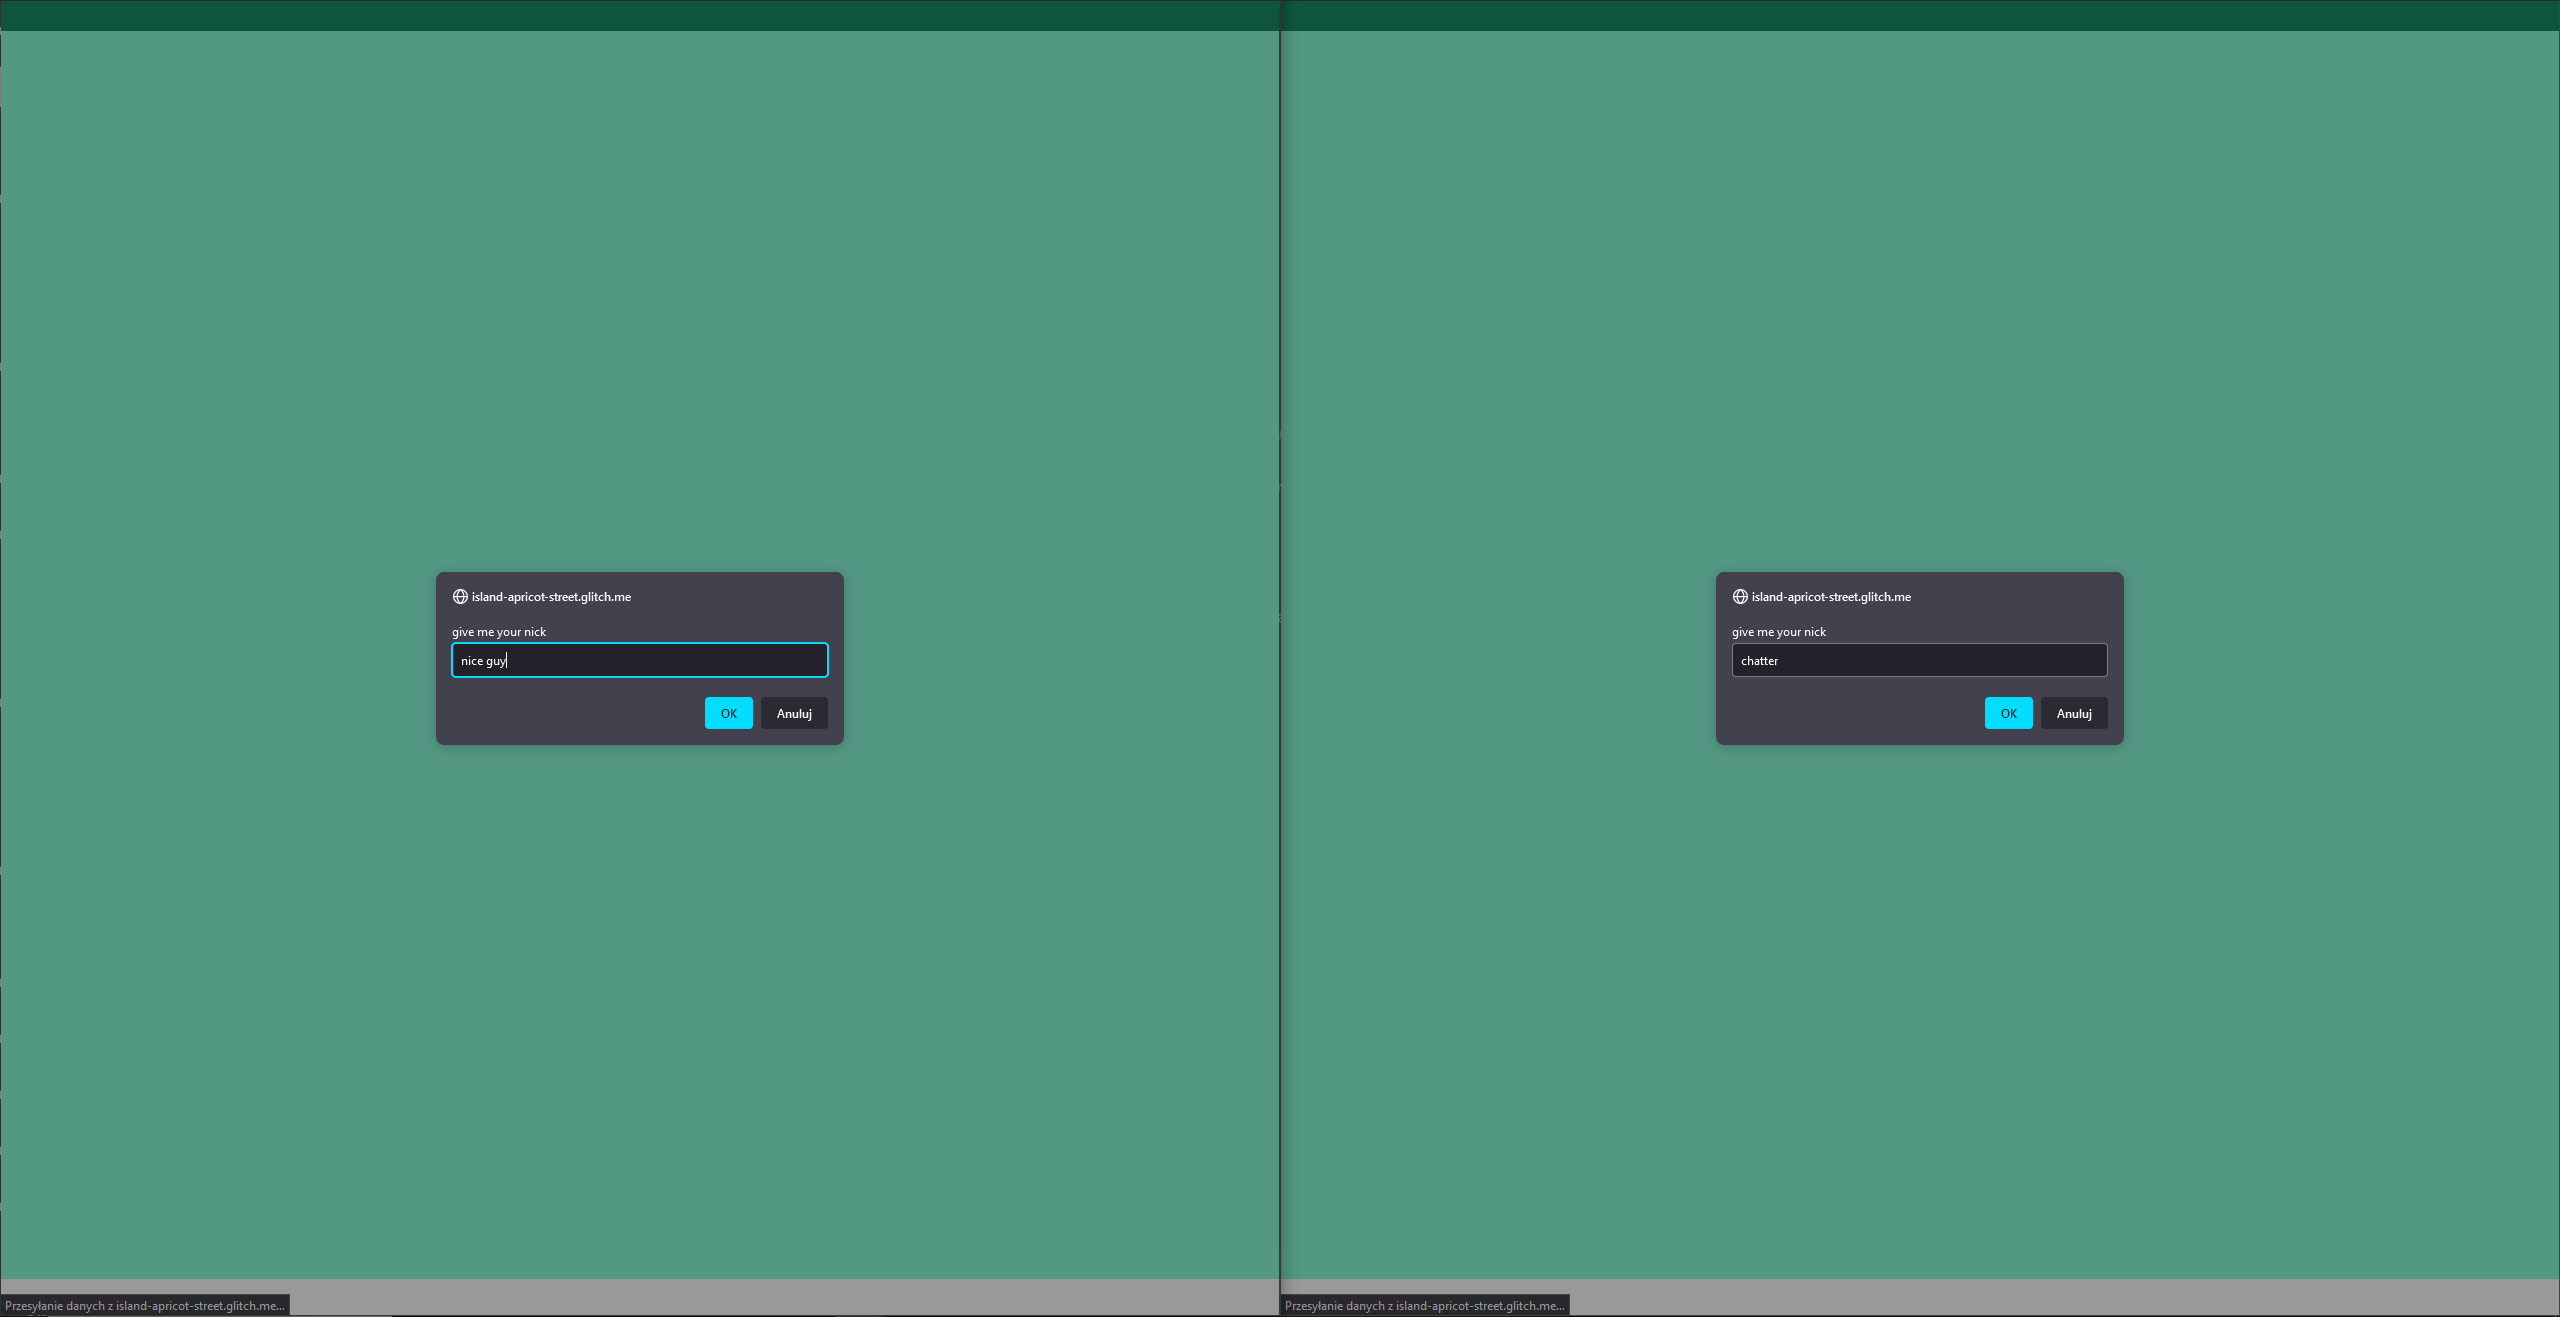 island-apricot-street.glitch.me
give me your nick
nice guy
OK Anuluj
Przesyłanie danych z island-apricot-street.glitch.me...
island-apricot-street.glitch.me
give me your nick
chatter
OK Anuluj
Przesyłanie danych z island-apricot-street.glitch.me...